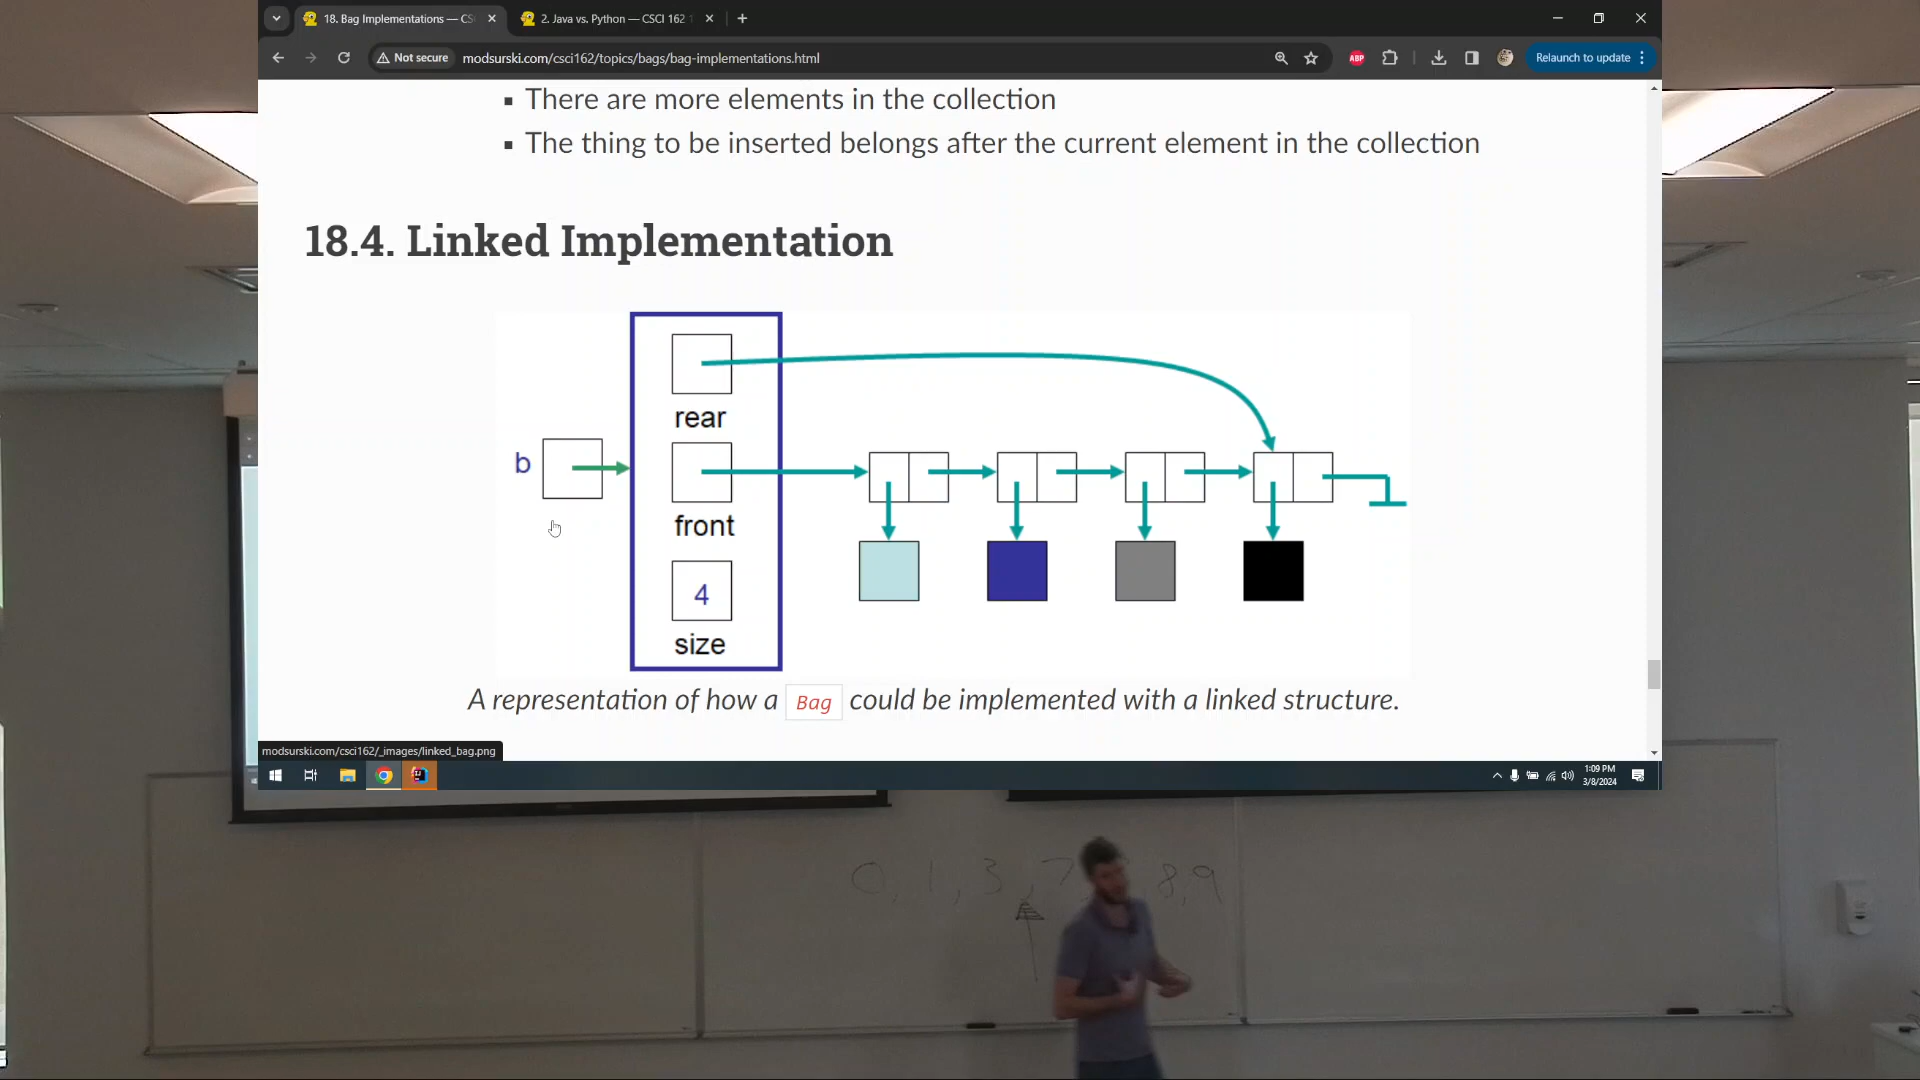 18. Bag Implementations — CS
2. Java vs. Python — CSCI 162 1
Not secure
modsurski.com/csci162/topics/bags/bag-implementations.html
ABP
Relaunch to update
There are more elements in the collection
The thing to be inserted belongs after the current element in the collection
18.4. Linked Implementation
rear
b
front
4
size
A representation of how a Bag could be implemented with a linked structure.
modsurski.com/csci162/_images/linked_bag.png
1:09 PM
3/8/2024
0, 1, 3, 7, 8, 9